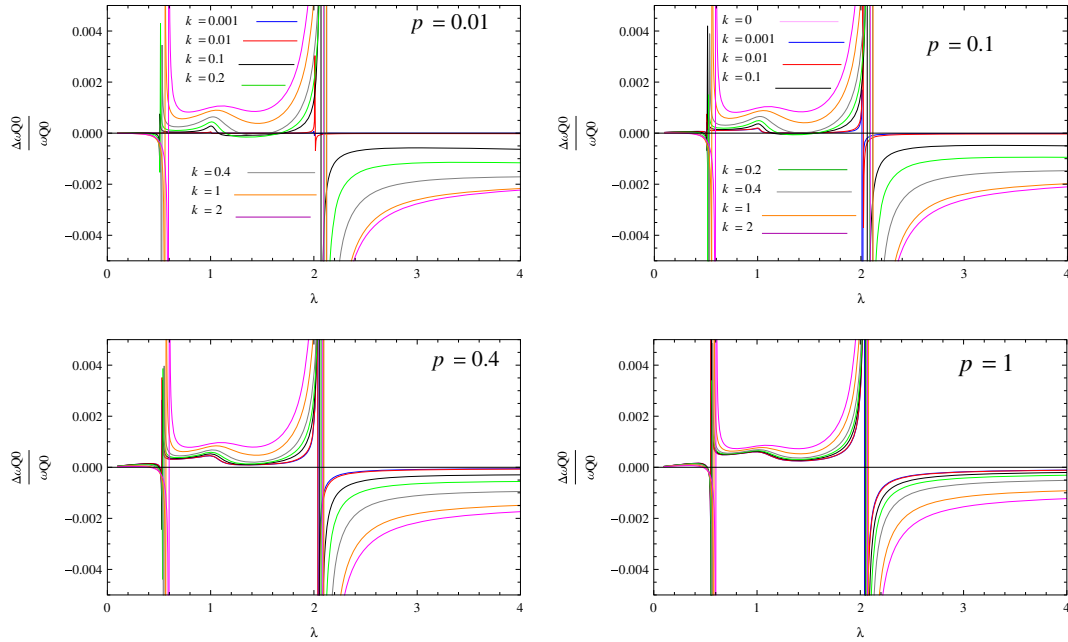 p = 0.01
k = 0.001
k = 0.01
k = 0.1
k = 0.2
k = 0.4
k = 1
k = 2
0.004
0.002
0.000
−0.002
−0.004
ΔωQ0
ωQ0
0 1 2 3 4
λ
p = 0.1
k = 0
k = 0.001
k = 0.01
k = 0.1
k = 0.2
k = 0.4
k = 1
k = 2
0.004
0.002
0.000
−0.002
−0.004
ΔωQ0
ωQ0
0 1 2 3 4
λ
p = 0.4
0.004
0.002
0.000
−0.002
−0.004
ΔωQ0
ωQ0
0 1 2 3 4
λ
p = 1
0.004
0.002
0.000
−0.002
−0.004
ΔωQ0
ωQ0
0 1 2 3 4
λ